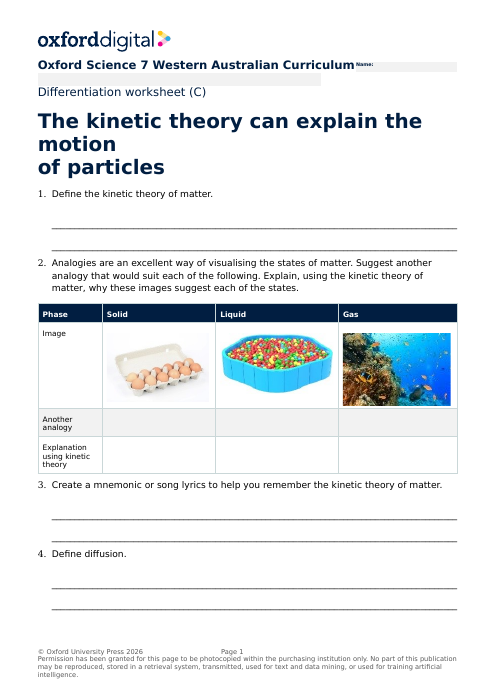 oxforddigital
Oxford Science 7 Western Australian Curriculum Name:
Differentiation worksheet (C)
The kinetic theory can explain the
motion
of particles
1. Define the kinetic theory of matter.
2. Analogies are an excellent way of visualising the states of matter. Suggest another
analogy that would suit each of the following. Explain, using the kinetic theory of
matter, why these images suggest each of the states.
Phase Solid Liquid Gas
Image
Another
analogy
Explanation
using kinetic
theory
3. Create a mnemonic or song lyrics to help you remember the kinetic theory of matter.
4. Define diffusion.
© Oxford University Press 2026 Page 1
Permission has been granted for this page to be photocopied within the purchasing institution only. No part of this publication
may be reproduced, stored in a retrieval system, transmitted, used for text and data mining, or used for training artificial
intelligence.